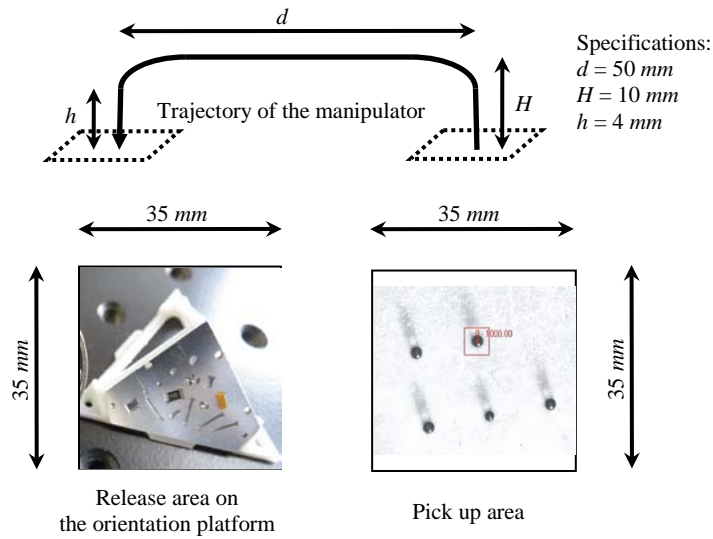 d
Specifications:
d = 50 mm
H = 10 mm
h = 4 mm
h
Trajectory of the manipulator
H
35 mm
35 mm
35 mm
35 mm
Release area on
the orientation platform
Pick up area